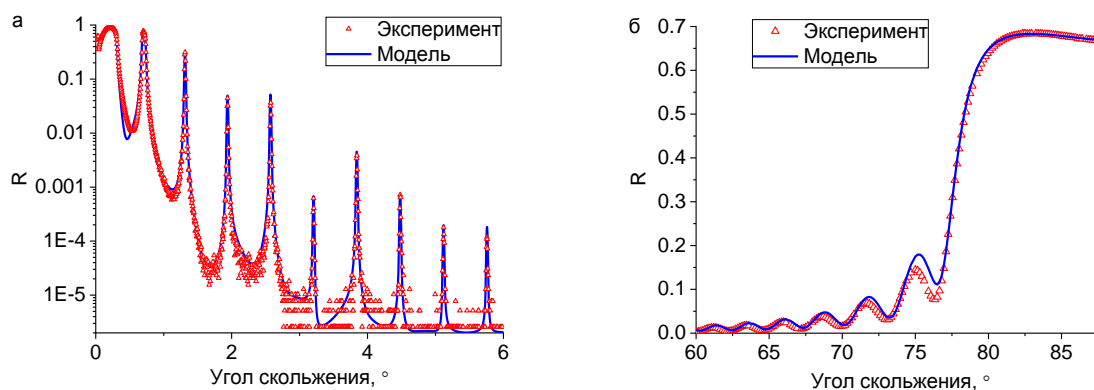 а
R
Эксперимент
Модель
1
0.1
0.01
0.001
1E-4
1E-5
0
2
4
6
Угол скольжения, °
б
R
Эксперимент
Модель
0.7
0.6
0.5
0.4
0.3
0.2
0.1
0.0
60
65
70
75
80
85
Угол скольжения, °